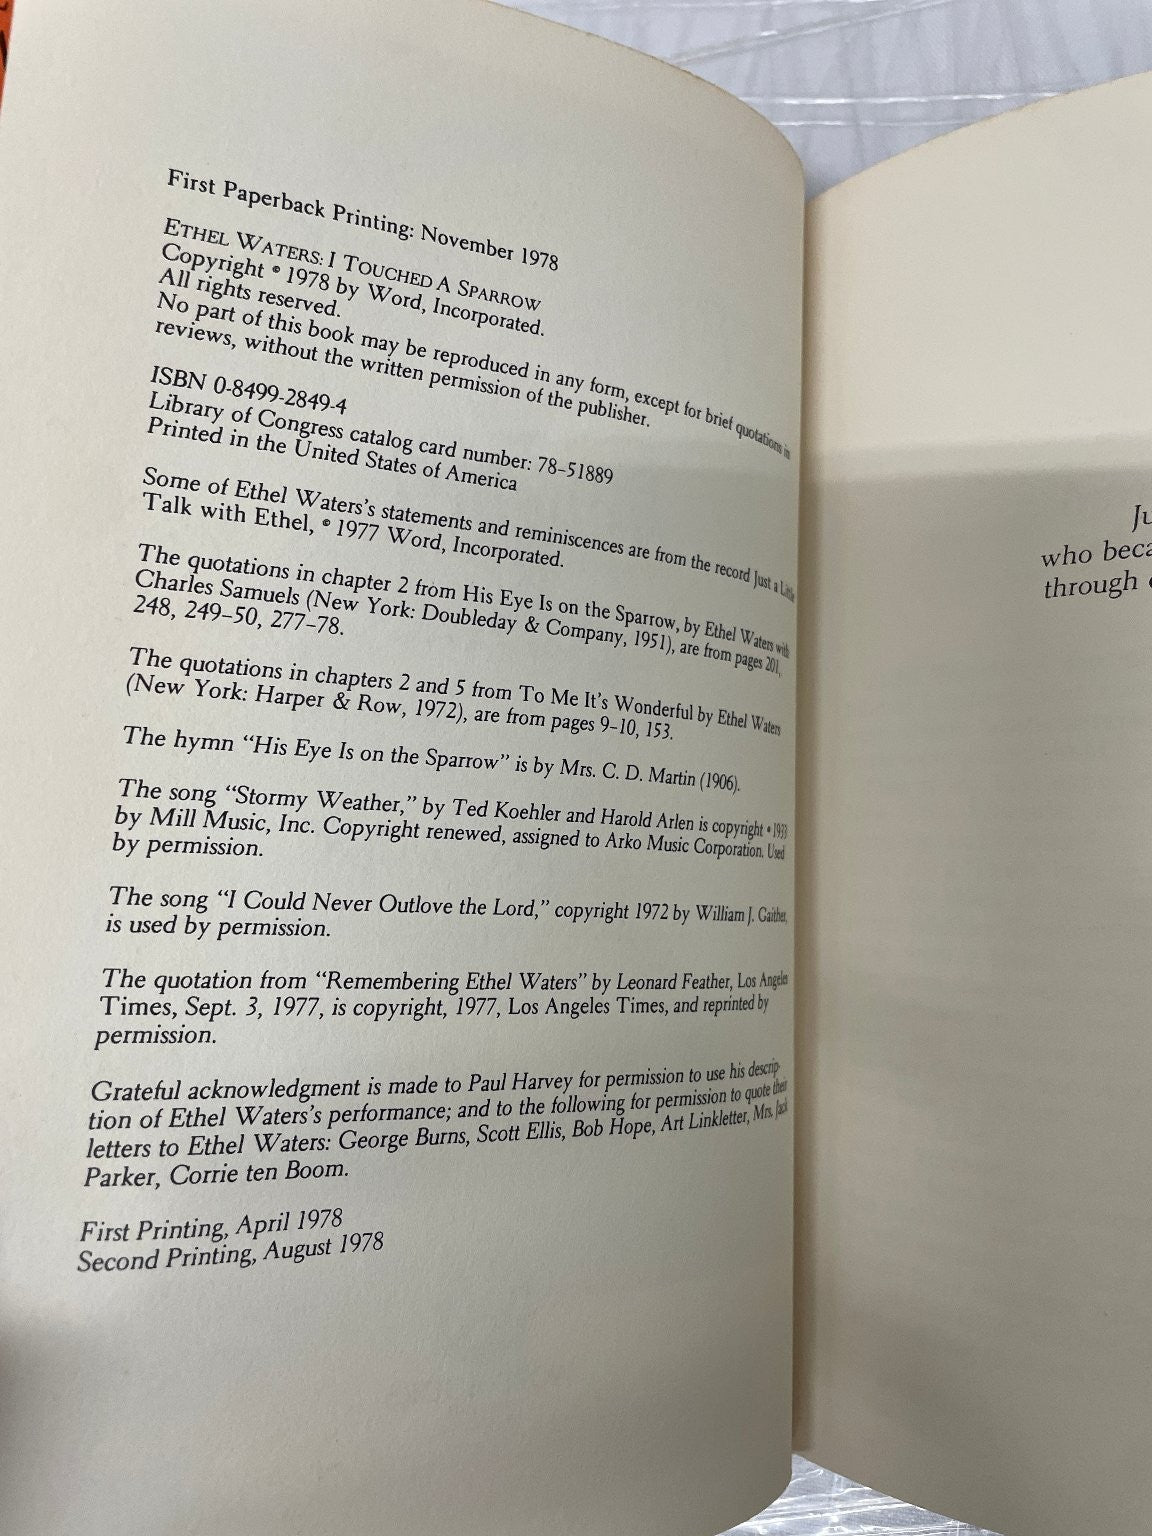 First Paperback Printing: November 1978
ETHEL WATERS: I TOUCHED A SPARROW
Copyright © 1978 by Word, Incorporated.
All rights reserved.
No part of this book may be reproduced in any form, except for brief quotations in
reviews, without the written permission of the publisher.
ISBN 0-8499-2849-4
Library of Congress catalog card number: 78-51889
Printed in the United States of America
Some of Ethel Waters's statements and reminiscences are from the record Just a Little
Talk with Ethel, © 1977 Word, Incorporated.
The quotations in chapter 2 from His Eye Is on the Sparrow, by Ethel Waters with
Charles Samuels (New York: Doubleday & Company, 1951), are from pages 201,
248, 249–50, 277–78.
The quotations in chapters 2 and 5 from To Me It's Wonderful by Ethel Waters
(New York: Harper & Row, 1972), are from pages 9–10, 153.
The hymn “His Eye Is on the Sparrow” is by Mrs. C. D. Martin (1906).
The song “Stormy Weather,” by Ted Koehler and Harold Arlen is copyright © 1933
by Mill Music, Inc. Copyright renewed, assigned to Arko Music Corporation. Used
by permission.
The song “I Could Never Outlove the Lord,” copyright 1972 by William J. Gaither,
is used by permission.
The quotation from “Remembering Ethel Waters” by Leonard Feather, Los Angeles
Times, Sept. 3, 1977, is copyright, 1977, Los Angeles Times, and reprinted by
permission.
Grateful acknowledgment is made to Paul Harvey for permission to use his descrip-
tion of Ethel Waters's performance; and to the following for permission to quote their
letters to Ethel Waters: George Burns, Scott Ellis, Bob Hope, Art Linkletter, Mrs. Jack
Parker, Corrie ten Boom.
First Printing, April 1978
Second Printing, August 1978
who
through